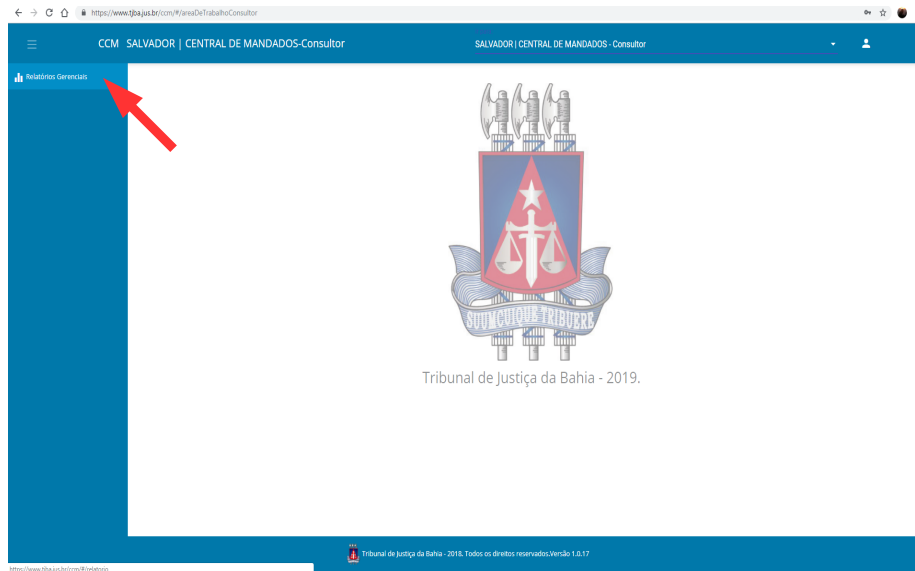 https://www.tjba.jus.br/ccm/#/areaDeTrabalhoConsultor
CCM SALVADOR | CENTRAL DE MANDADOS-Consultor
SALVADOR | CENTRAL DE MANDADOS - Consultor
Relatórios Gerenciais
SUUM CUIQUE TRIBUERE
Tribunal de Justiça da Bahia - 2019.
Tribunal de Justiça da Bahia - 2018. Todos os direitos reservados.Versão 1.0.17
https://www.tjba.jus.br/ccm/#/relatorio